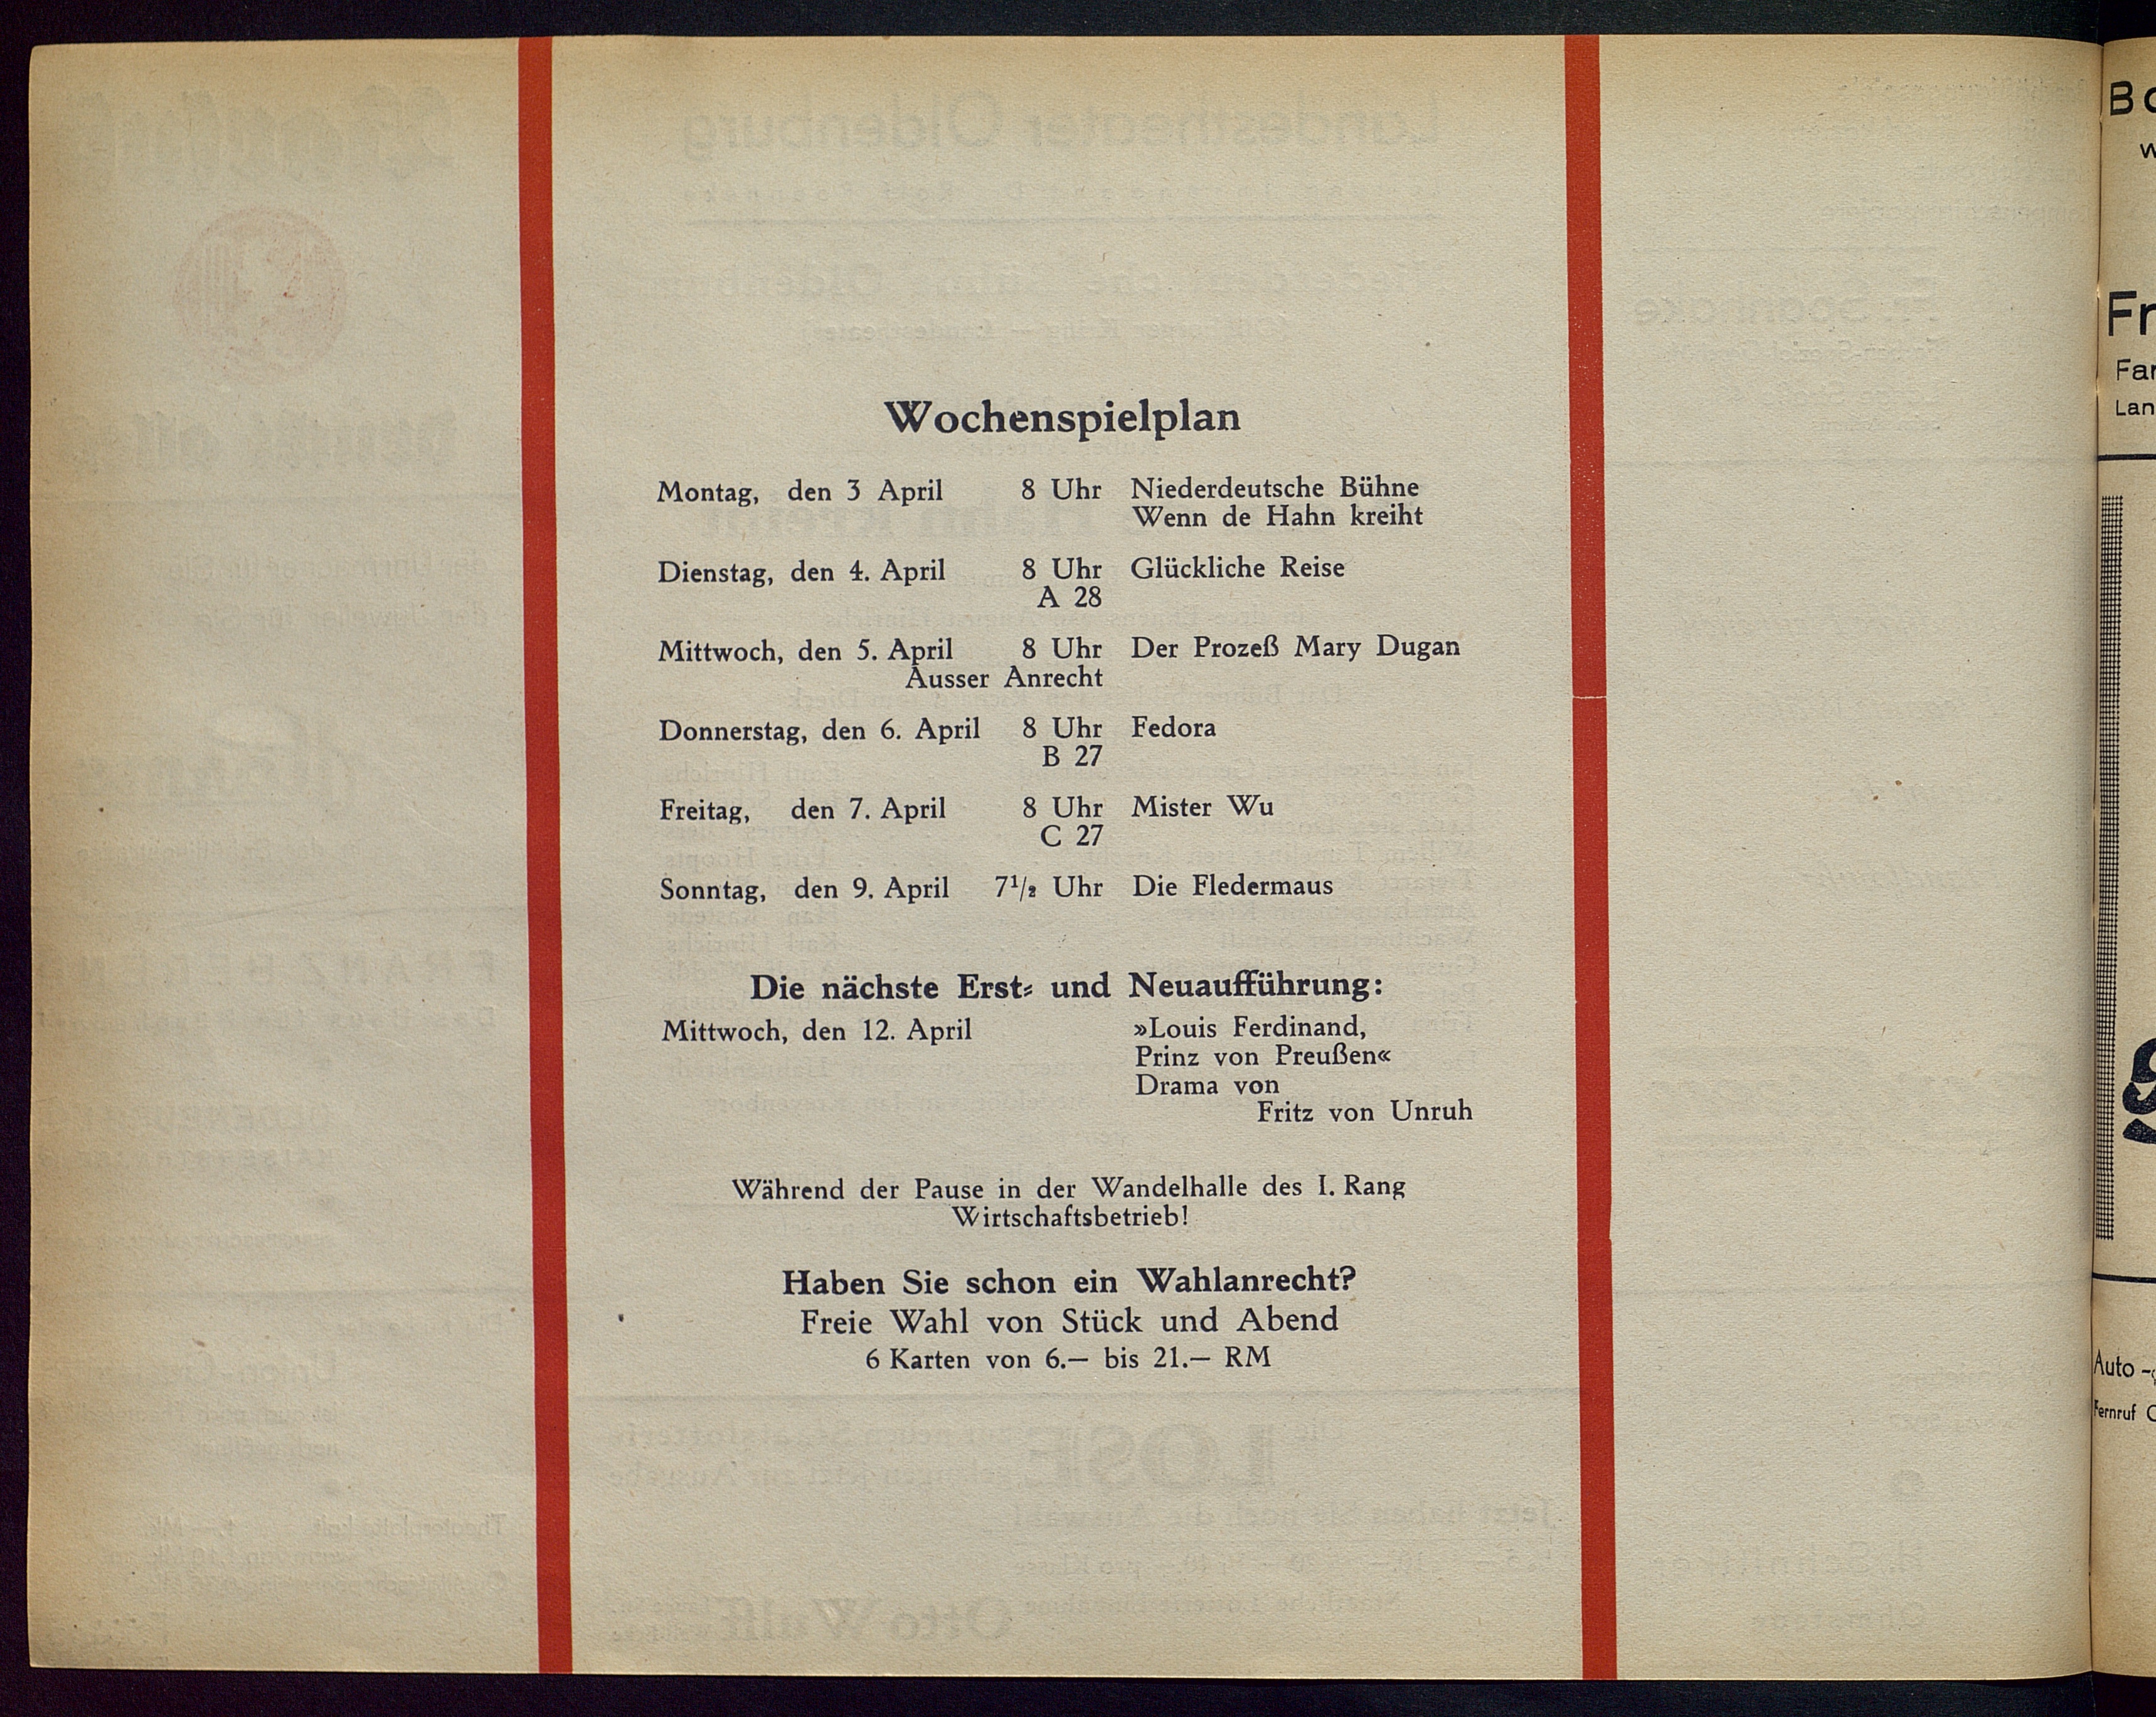 Wochenspielplan
Montag, den 3 April 8 Uhr Niederdeutsche Bühne
Wenn de Hahn kreiht
Dienstag, den 4. April 8 Uhr Glückliche Reise
A 28
Mittwoch, den 5. April 8 Uhr Der Prozeß Mary Dugan
Ausser Anrecht
Donnerstag, den 6. April 8 Uhr Fedora
B 27
Freitag, den 7. April 8 Uhr Mister Wu
C 27
Sonntag, den 9. April 7¹/₂ Uhr Die Fledermaus
Die nächste Erst- und Neuaufführung:
Mittwoch, den 12. April »Louis Ferdinand,
Prinz von Preußen«
Drama von
Fritz von Unruh
Während der Pause in der Wandelhalle des I. Rang
Wirtschaftsbetrieb!
Haben Sie schon ein Wahlanrecht?
Freie Wahl von Stück und Abend
6 Karten von 6.— bis 21.— RM
Auto -
Fernruf